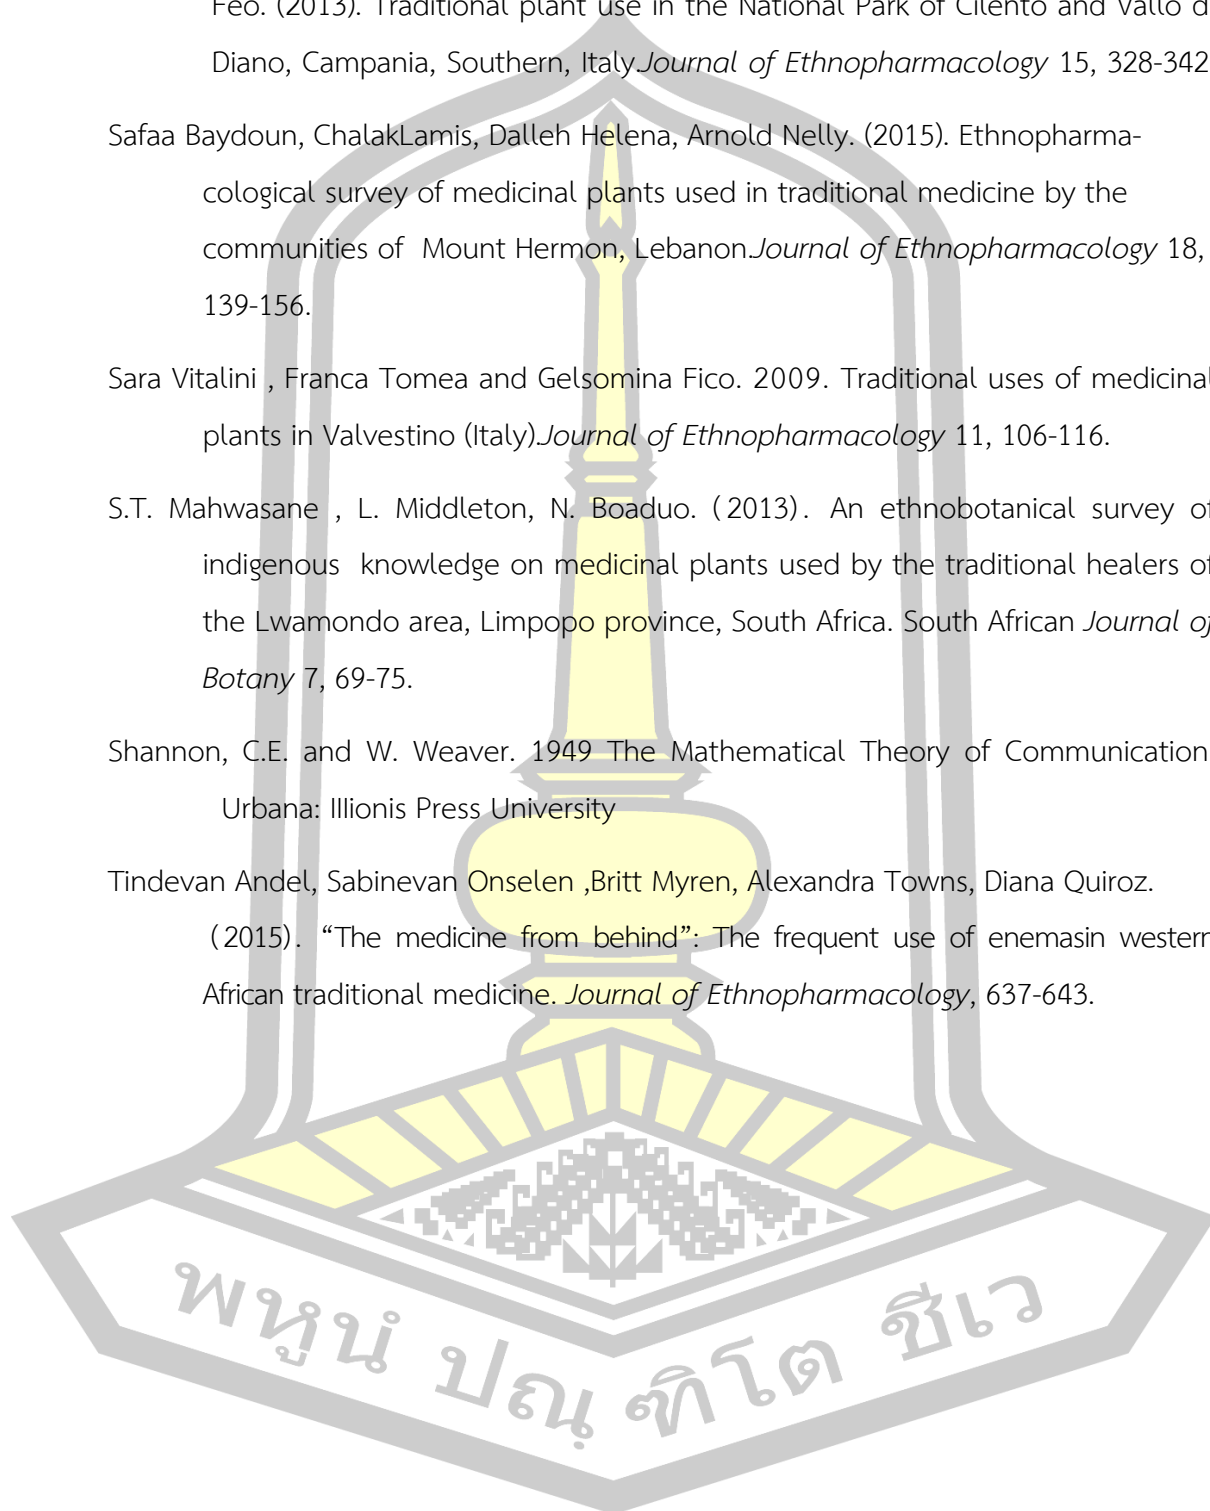 Feo. (2013). Traditional plant use in the National Park of Cilento and Vallo d
Diano, Campania, Southern, Italy.Journal of Ethnopharmacology 15, 328-342
Safaa Baydoun, ChalakLamis, Dalleh Helena, Arnold Nelly. (2015). Ethnopharma-
cological survey of medicinal plants used in traditional medicine by the
communities of Mount Hermon, Lebanon.Journal of Ethnopharmacology 18,
139-156.
Sara Vitalini , Franca Tomea and Gelsomina Fico. 2009. Traditional uses of medicinal
plants in Valvestino (Italy).Journal of Ethnopharmacology 11, 106-116.
S.T. Mahwasane , L. Middleton, N. Boaduo. (2013). An ethnobotanical survey of
indigenous knowledge on medicinal plants used by the traditional healers of
the Lwamondo area, Limpopo province, South Africa. South African Journal of
Botany 7, 69-75.
Shannon, C.E. and W. Weaver. 1949 The Mathematical Theory of Communication
Urbana: Illionis Press University
Tindevan Andel, Sabinevan Onselen ,Britt Myren, Alexandra Towns, Diana Quiroz.
(2015). “The medicine from behind”: The frequent use of enemasin western
African traditional medicine. Journal of Ethnopharmacology, 637-643.
พหูนํ ปณฺฑิโต ชีเว